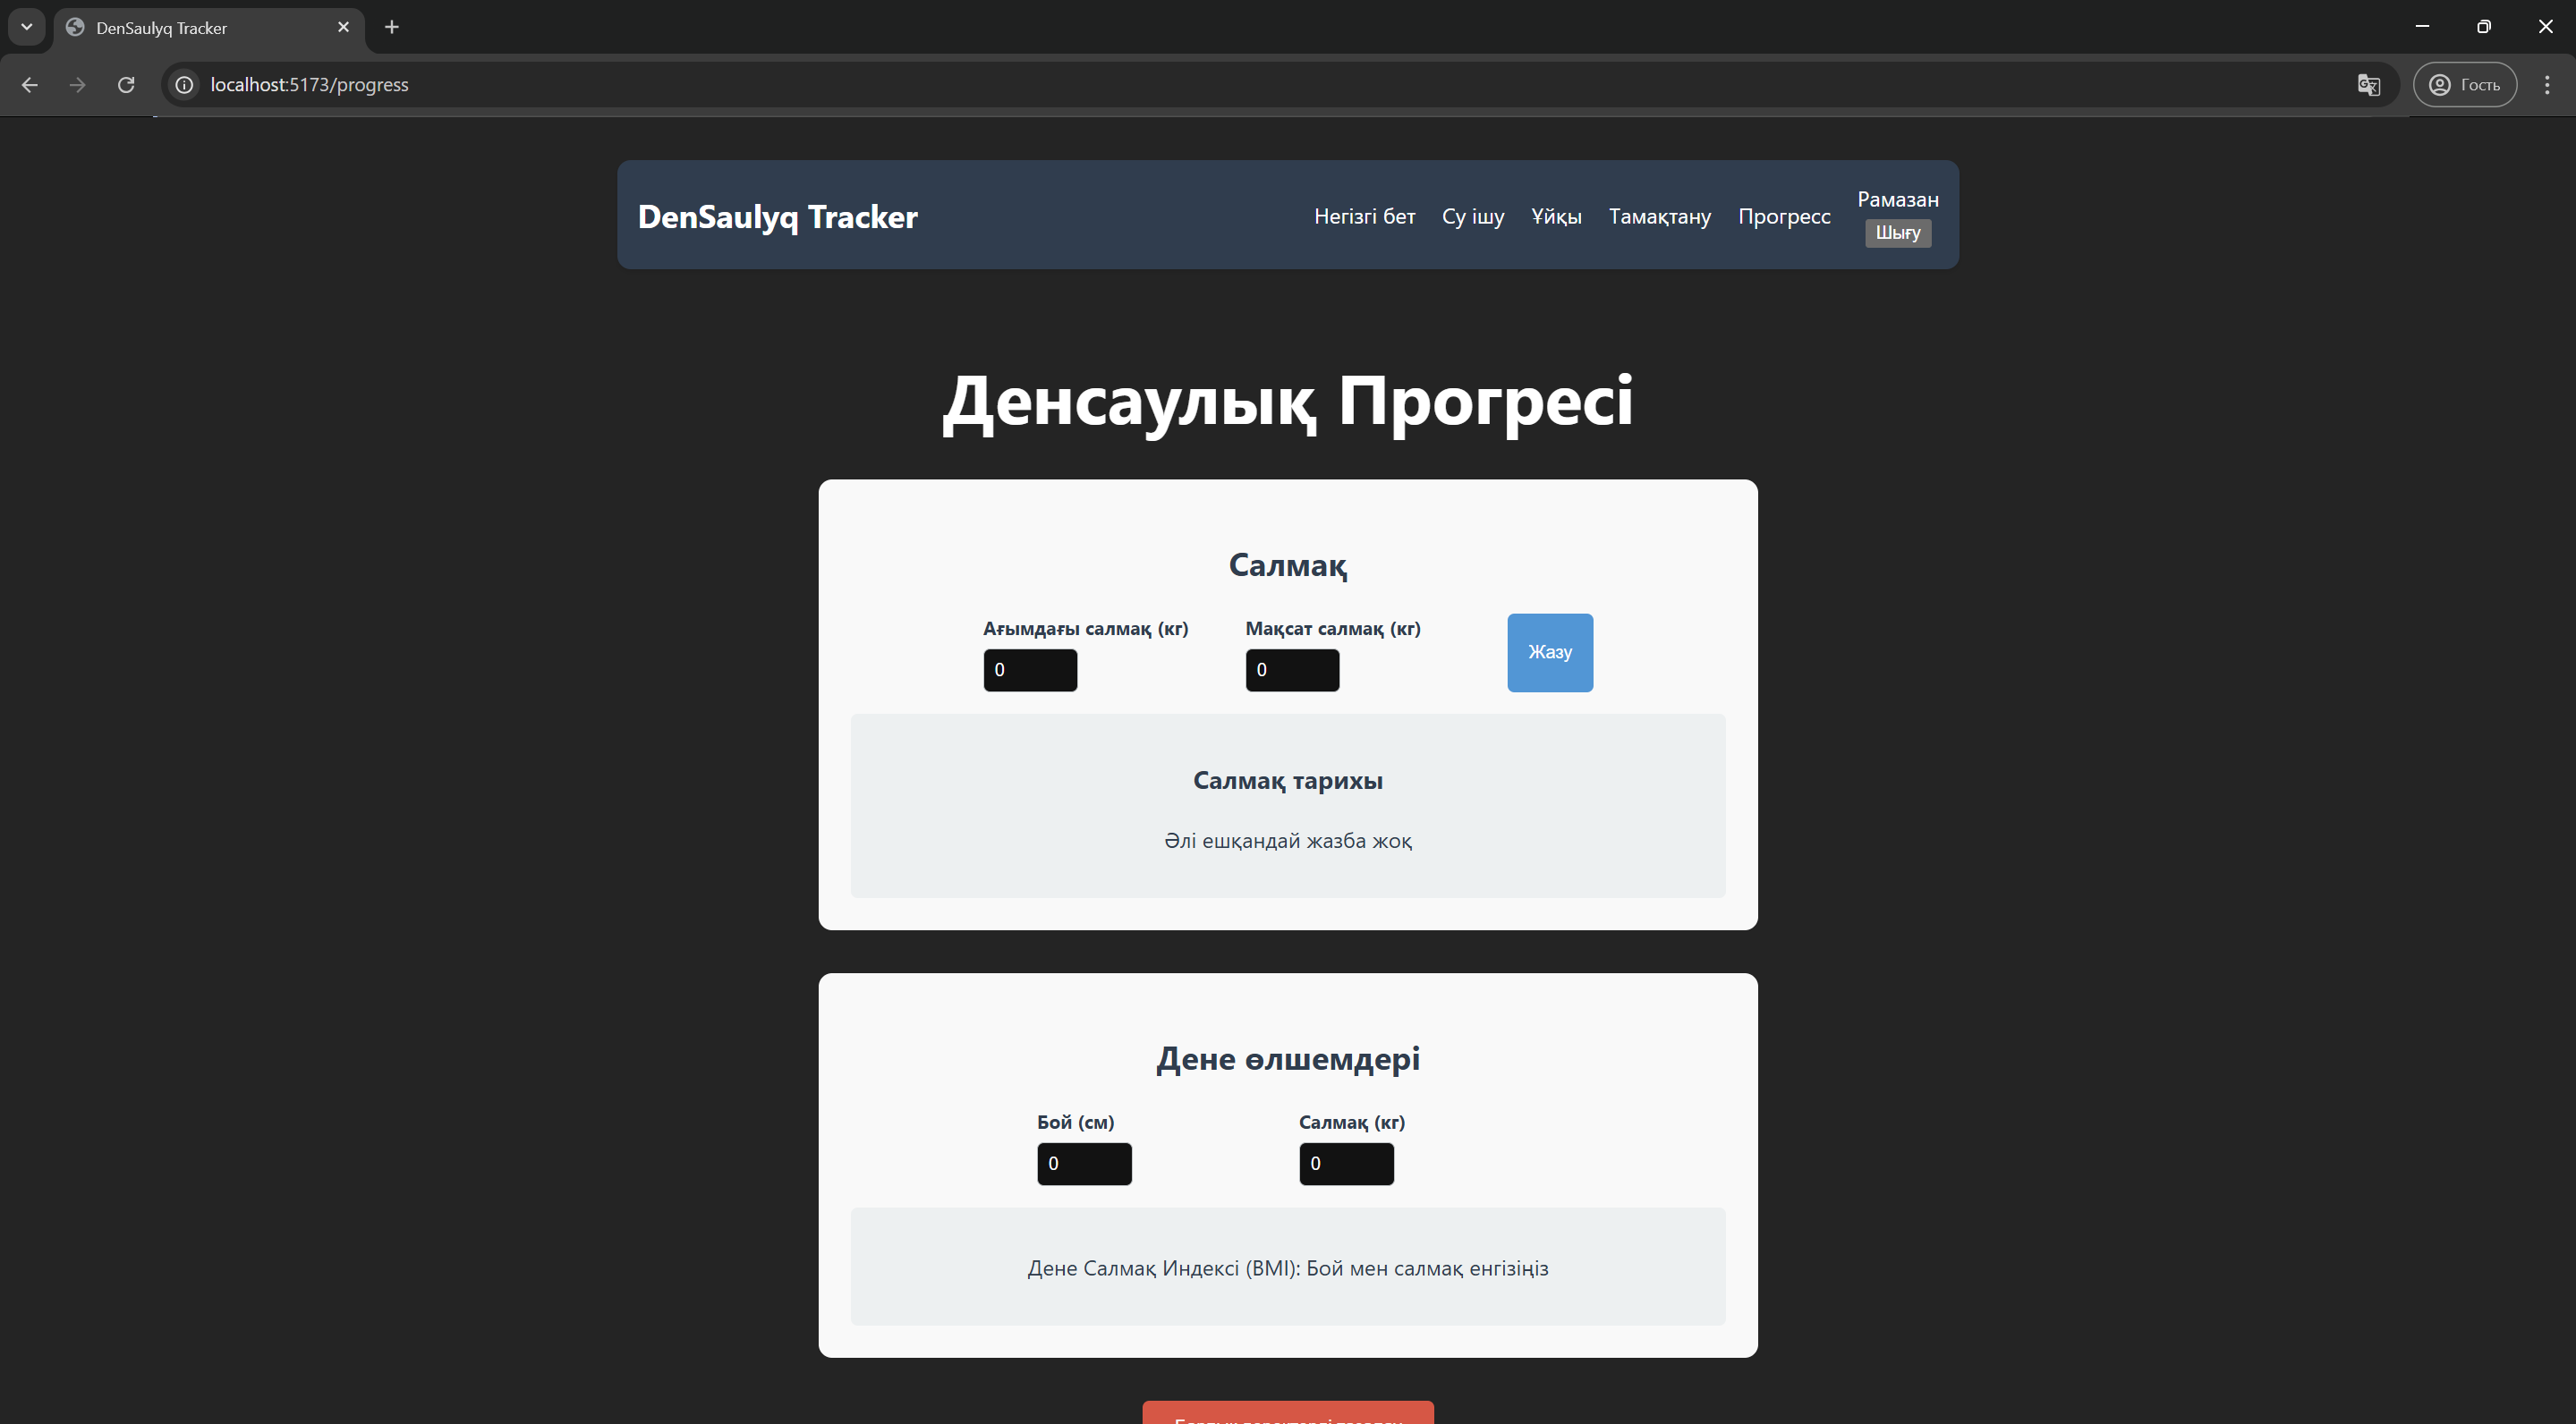 DenSaulyq Tracker
localhost:5173/progress
Гость
DenSaulyq Tracker
Негізгі бет
Су ішу
Ұйқы
Тамақтану
Прогресс
Рамазан
Шығу
Денсаулық Прогресі
Салмақ
Ағымдағы салмақ (кг)
Мақсат салмақ (кг)
0
0
Жазу
Салмақ тарихы
Әлі ешқандай жазба жоқ
Дене өлшемдері
Бой (см)
Салмақ (кг)
0
0
Дене Салмақ Индексі (BMI): Бой мен салмақ енгізіңіз